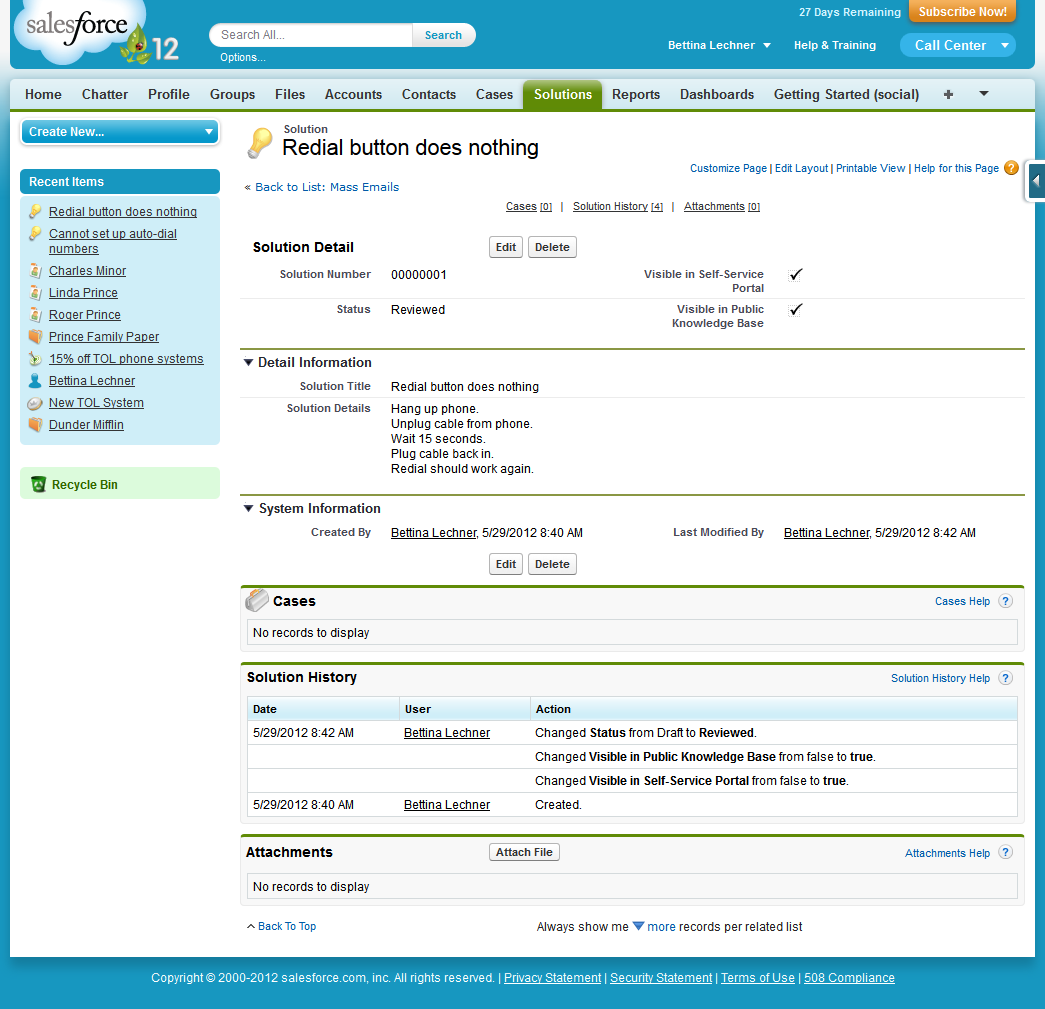 salesforce 12
Search All...
Search
Options...
27 Days Remaining
Subscribe Now!
Bettina Lechner
Help & Training
Call Center
Home Chatter Profile Groups Files Accounts Contacts Cases Solutions Reports Dashboards Getting Started (social) +
Create New...
Recent Items
Redial button does nothing
Cannot set up auto-dial
numbers
Charles Minor
Linda Prince
Roger Prince
Prince Family Paper
15% off TOL phone systems
Bettina Lechner
New TOL System
Dunder Mifflin
Recycle Bin
Solution
Redial button does nothing
Customize Page | Edit Layout | Printable View | Help for this Page ?
« Back to List: Mass Emails
Cases [0] | Solution History [4] | Attachments [0]
Solution Detail Edit Delete
Solution Number 00000001
Visible in Self-Service
Portal
Status Reviewed
Visible in Public
Knowledge Base
Detail Information
Solution Title Redial button does nothing
Solution Details Hang up phone.
Unplug cable from phone.
Wait 15 seconds.
Plug cable back in.
Redial should work again.
System Information
Created By Bettina Lechner, 5/29/2012 8:40 AM Last Modified By Bettina Lechner, 5/29/2012 8:42 AM
Edit Delete
Cases Cases Help ?
No records to display
Solution History Solution History Help ?
Date User Action
5/29/2012 8:42 AM Bettina Lechner Changed Status from Draft to Reviewed.
Changed Visible in Public Knowledge Base from false to true.
Changed Visible in Self-Service Portal from false to true.
5/29/2012 8:40 AM Bettina Lechner Created.
Attachments Attach File Attachments Help ?
No records to display
Back To Top Always show me more records per related list
Copyright © 2000-2012 salesforce.com, inc. All rights reserved. | Privacy Statement | Security Statement | Terms of Use | 508 Compliance